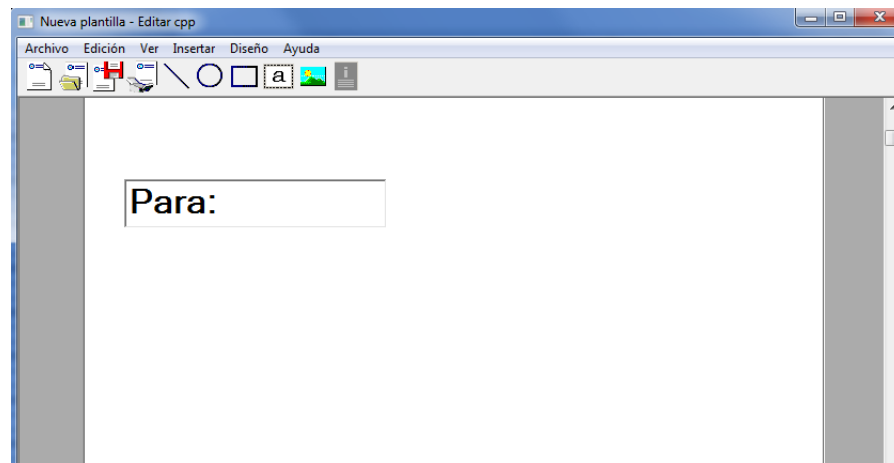 Nueva plantilla - Editar cpp
Archivo Edición Ver Insertar Diseño Ayuda
a
Para: